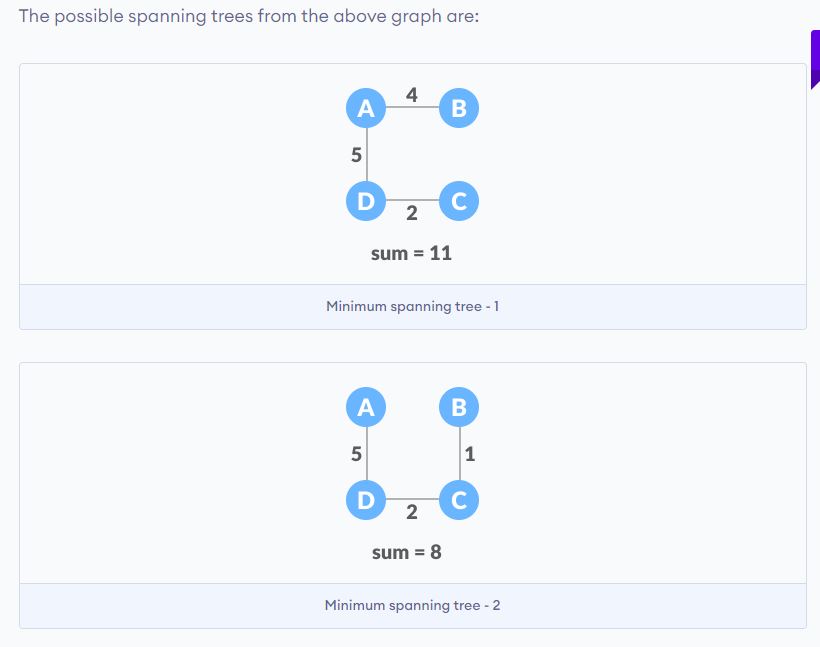 The possible spanning trees from the above graph are:
A 4 B
5
D 2 C
sum = 11
Minimum spanning tree - 1
A B
5 1
D 2 C
sum = 8
Minimum spanning tree - 2